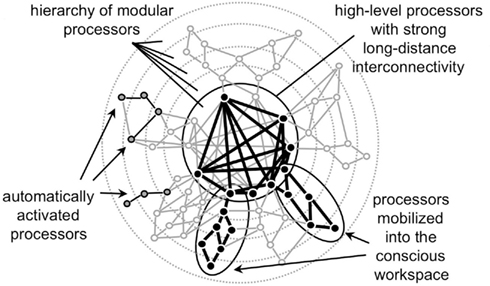 hierarchy of modular
processors
high-level processors
with strong
long-distance
interconnectivity
automatically
activated
processors
processors
mobilized
into the
conscious
workspace